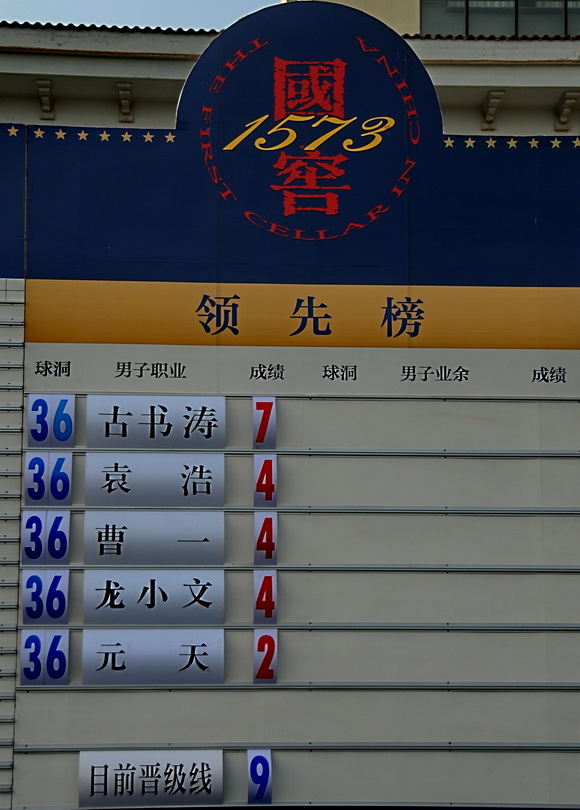 THE FIRST CELLAR IN CHINA
國
1573
窖
领先榜
球洞 男子职业 成绩 球洞 男子业余 成绩
36 古书涛 7
36 袁浩 4
36 曹一 4
36 龙小文 4
36 元天 2
目前晋级线 9